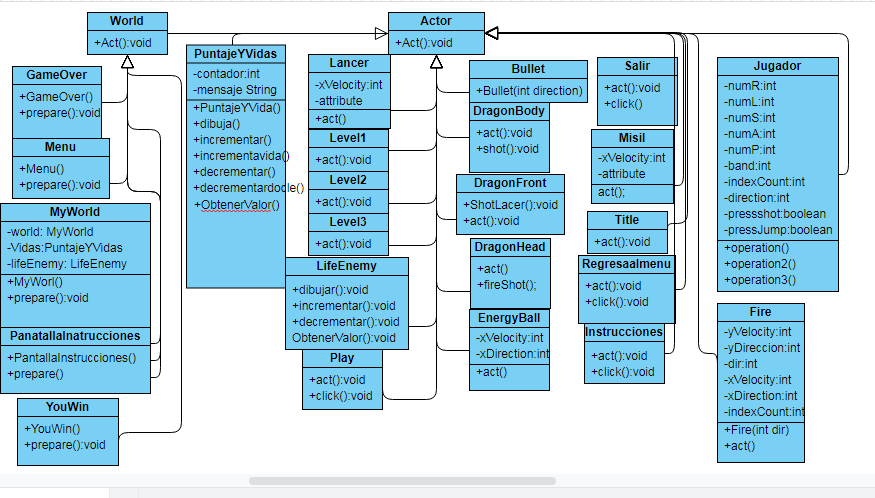 World
+Act():void
Actor
+Act():void
GameOver
+GameOver()
+prepare():void
Menu
+Menu()
+prepare():void
MyWorld
-world: MyWorld
-Vidas:PuntajeYVidas
-lifeEnemy: LifeEnemy
+MyWorl()
+prepare():void
PanatallaInatrucciones
+PantallaInstrucciones()
+prepare()
YouWin
+YouWin()
+prepare():void
PuntajeYVidas
-contador:int
-mensaje String
+PuntajeYVida()
+dibuja()
+incrementar()
+incrementavida()
+decrementar()
+decrementardocle()
+ObtenerValor()
Lancer
-xVelocity:int
-attribute
+act()
Level1
+act():void
Level2
+act():void
Level3
+act():void
LifeEnemy
+dibujar():void
+incrementar():void
+decrementar():void
ObtenerValor():void
Play
+act():void
+click():void
Bullet
+Bullet(int direction)
DragonBody
+act():void
+shot():void
DragonFront
+ShotLacer():void
+act():void
DragonHead
+act()
+fireShot();
EnergyBall
-xVelocity:int
-xDirection:int
+act()
Salir
+act():void
+click()
Misil
-xVelocity:int
-attribute
act();
Title
+act():void
Regresaalmenu
+act():void
+click():void
Instrucciones
+act():void
+click():void
Jugador
-numR:int
-numL:int
-numS:int
-numA:int
-numP:int
-band:int
-indexCount:int
-direction:int
-pressshot:boolean
-pressJump:boolean
+operation()
+operation2()
+operation3()
Fire
-yVelocity:int
-yDireccion:int
-dir:int
-xVelocity:int
-xDirection:int
-indexCount:int
+Fire(int dir)
+act()